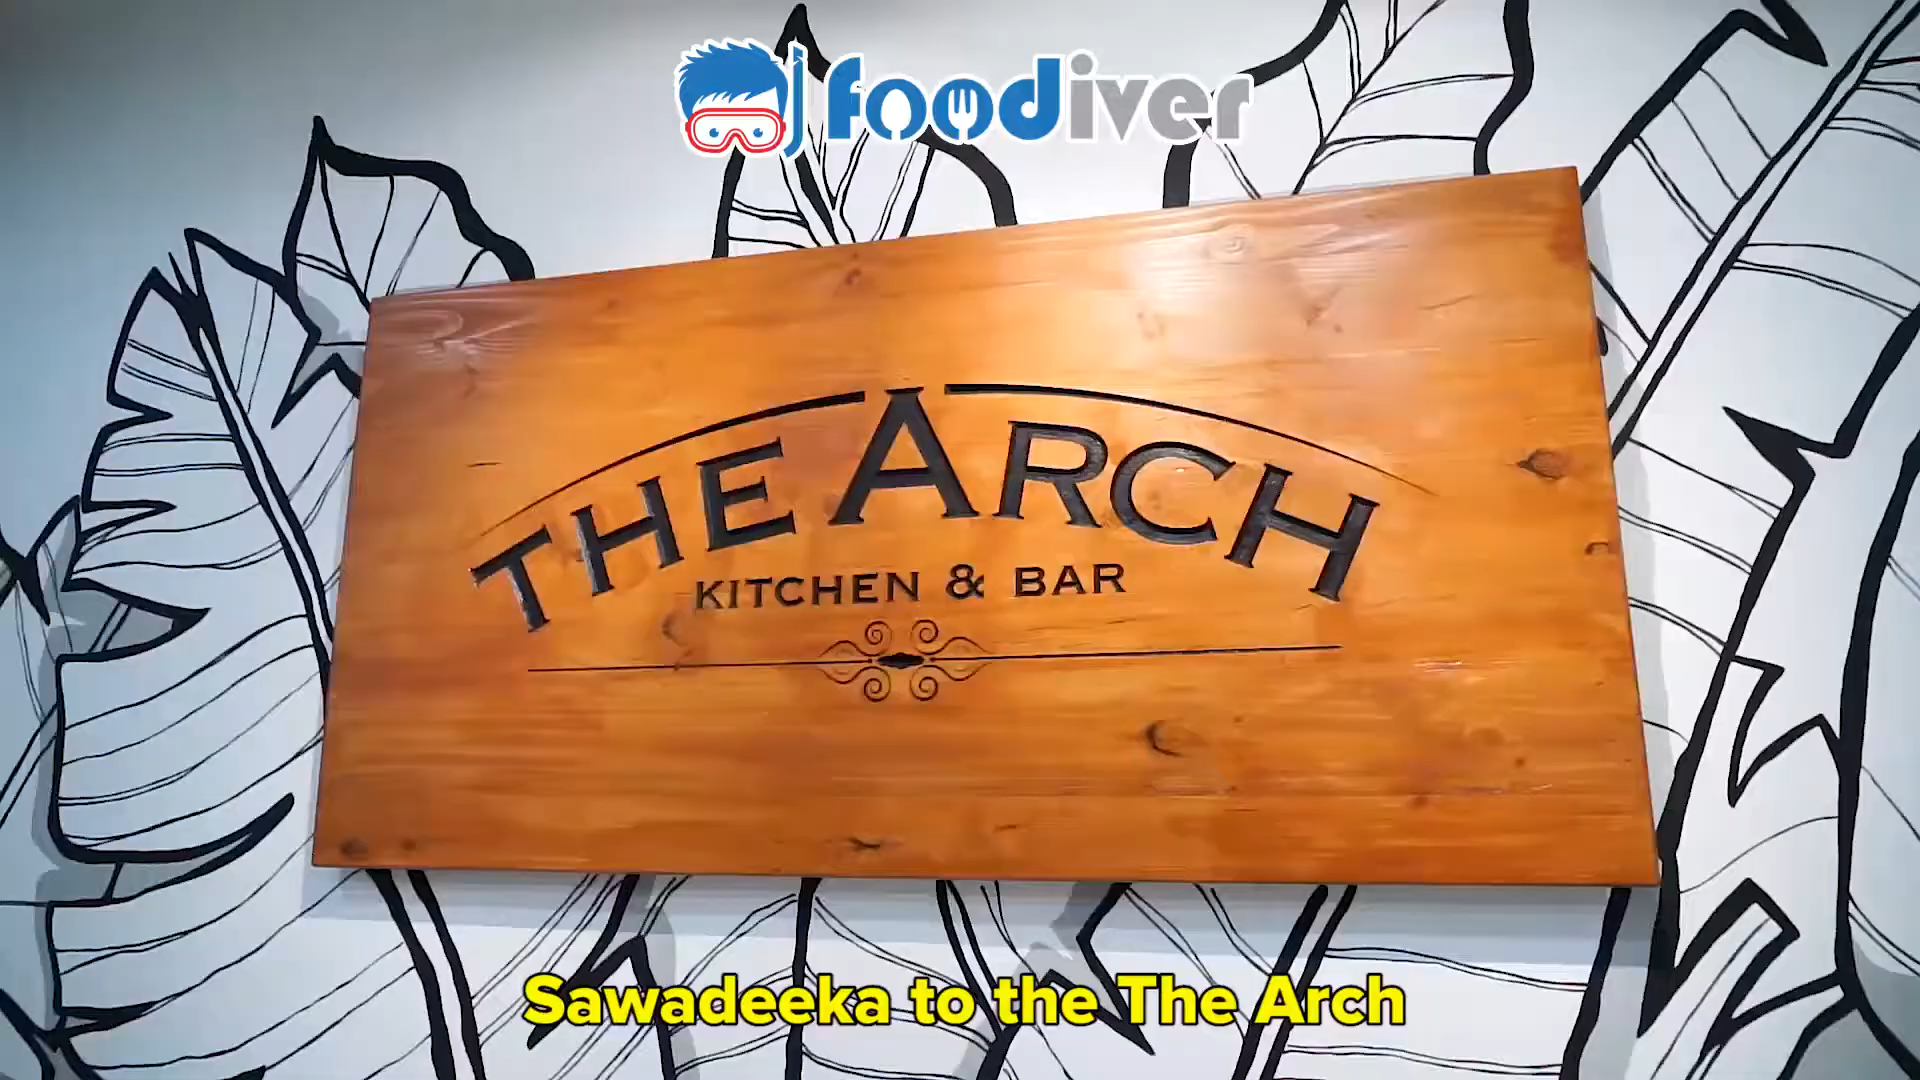 foodiver
THE ARCH
KITCHEN & BAR
Sawadeeka to the The Arch